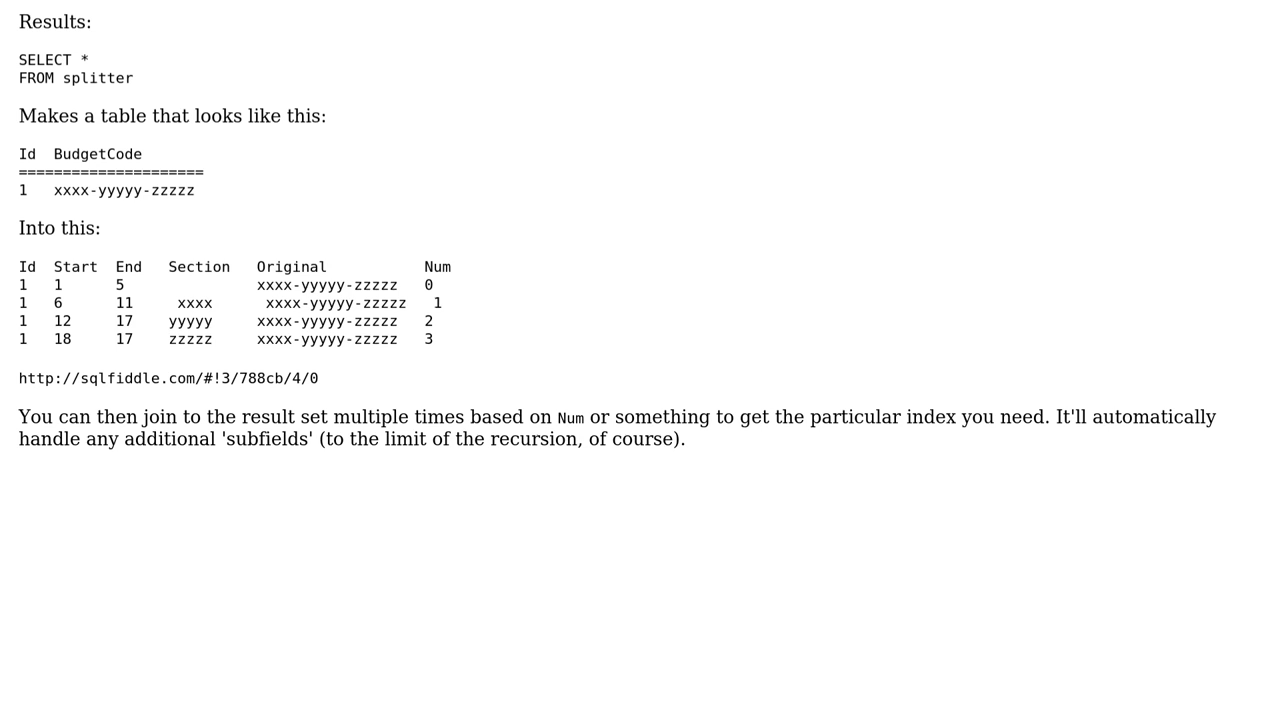 Results:
SELECT *
FROM splitter
Makes a table that looks like this:
Id  BudgetCode
=====================
1   xxxx-yyyyy-zzzzz
Into this:
Id  Start  End   Section   Original           Num
1   1      5               xxxx-yyyyy-zzzzz   0
1   6      11     xxxx      xxxx-yyyyy-zzzzz   1
1   12     17    yyyyy     xxxx-yyyyy-zzzzz   2
1   18     17    zzzzz     xxxx-yyyyy-zzzzz   3
http://sqlfiddle.com/#!3/788cb/4/0
You can then join to the result set multiple times based on Num or something to get the particular index you need. It'll automatically
handle any additional 'subfields' (to the limit of the recursion, of course).